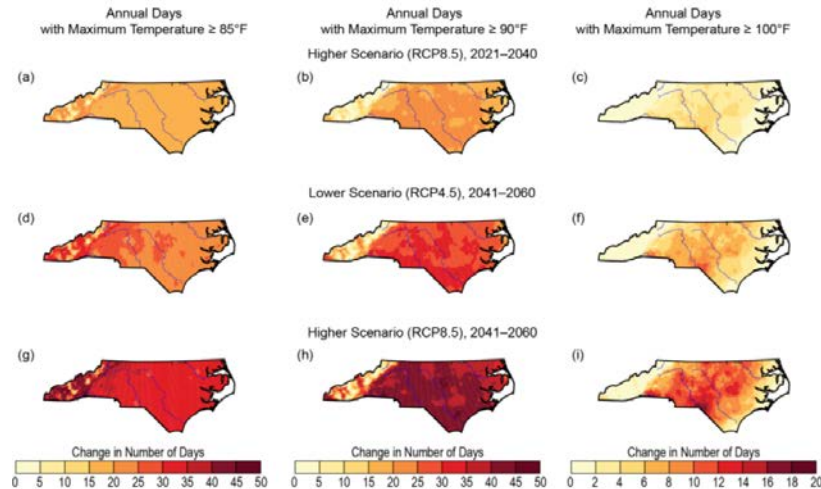 Annual Days
with Maximum Temperature ≥ 85°F
Annual Days
with Maximum Temperature ≥ 90°F
Annual Days
with Maximum Temperature ≥ 100°F
Higher Scenario (RCP8.5), 2021–2040
(a)
(b)
(c)
Lower Scenario (RCP4.5), 2041–2060
(d)
(e)
(f)
Higher Scenario (RCP8.5), 2041–2060
(g)
(h)
(i)
Change in Number of Days
0 5 10 15 20 25 30 35 40 45 50
Change in Number of Days
0 5 10 15 20 25 30 35 40 45 50
Change in Number of Days
0 2 4 6 8 10 12 14 16 18 20